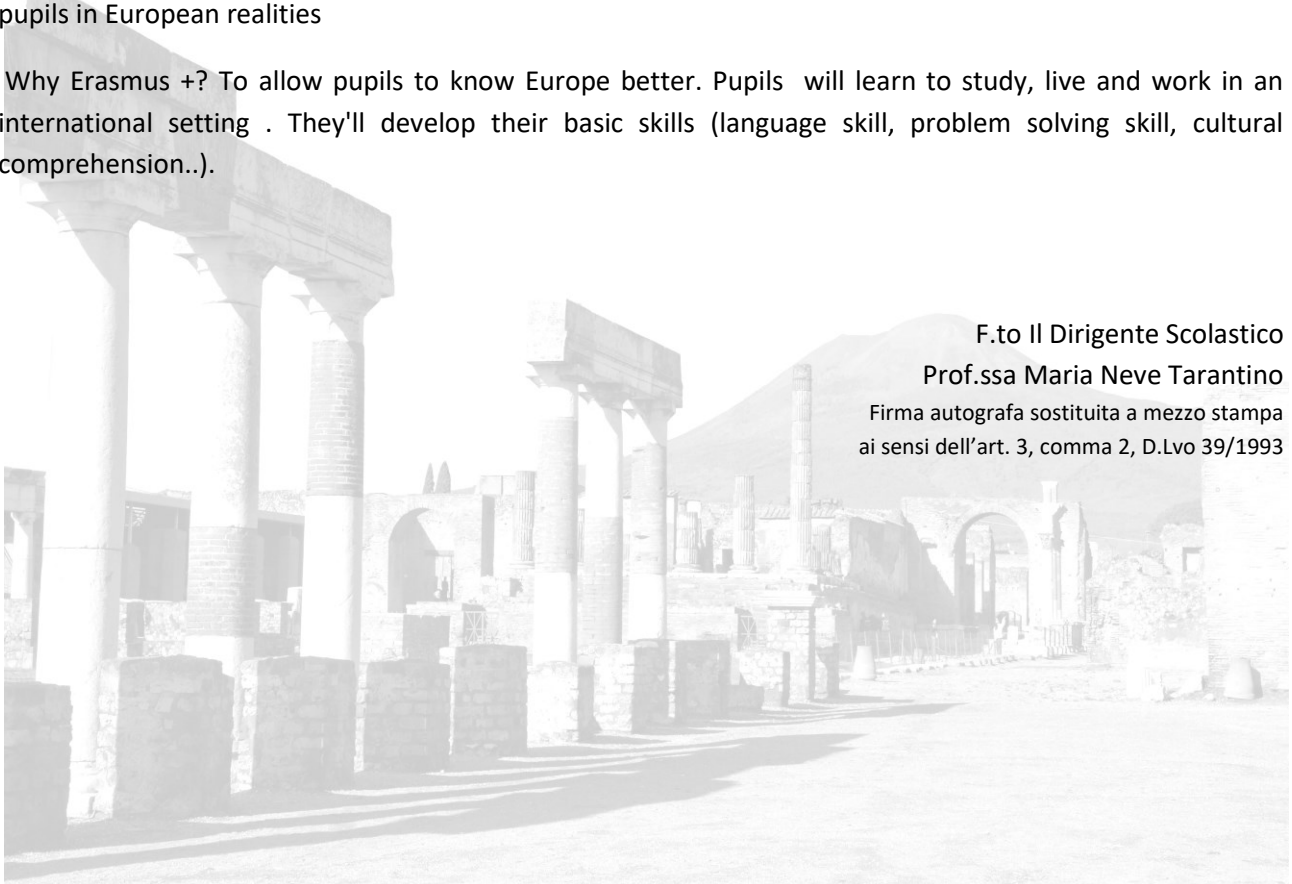 pupils in European realities
Why Erasmus +? To allow pupils to know Europe better. Pupils will learn to study, live and work in an
international setting . They'll develop their basic skills (language skill, problem solving skill, cultural
comprehension..).
F.to Il Dirigente Scolastico
Prof.ssa Maria Neve Tarantino
Firma autografa sostituita a mezzo stampa
ai sensi dell’art. 3, comma 2, D.Lvo 39/1993